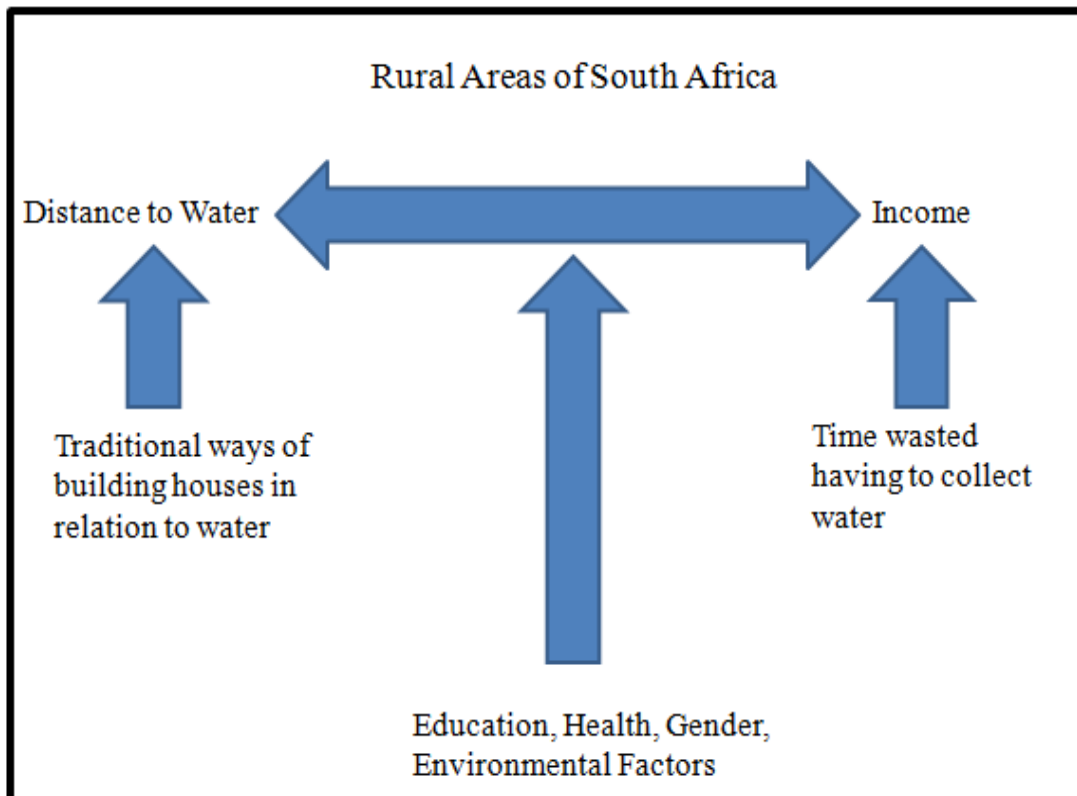 Rural Areas of South Africa
Distance to Water
Income
Traditional ways of
building houses in
relation to water
Time wasted
having to collect
water
Education, Health, Gender,
Environmental Factors